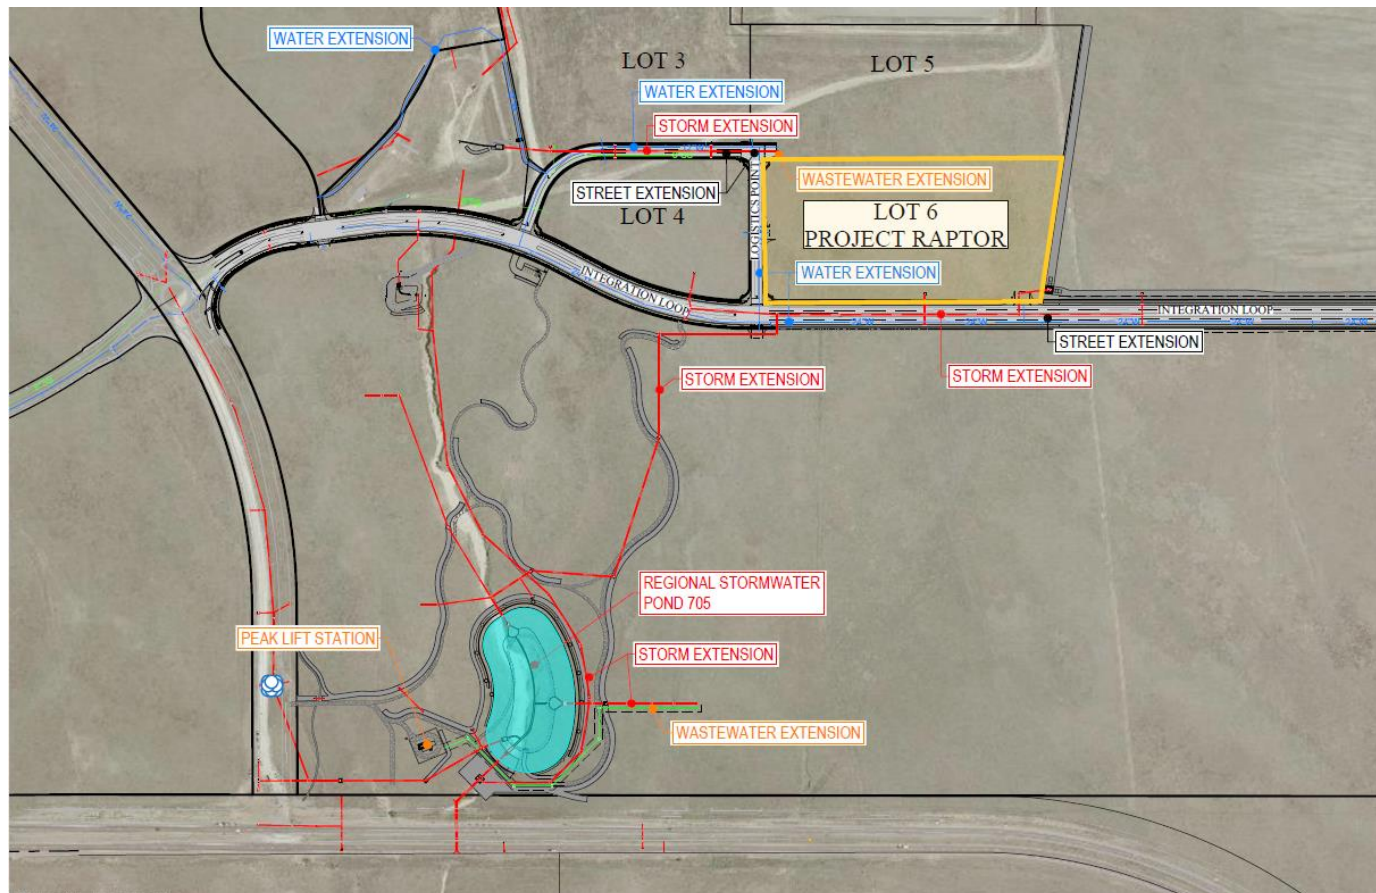 WATER EXTENSION
LOT 3
LOT 5
WATER EXTENSION
STORM EXTENSION
WASTEWATER EXTENSION
STREET EXTENSION
LOT 4
LOGISTICS POINT
LOT 6
PROJECT RAPTOR
WATER EXTENSION
INTEGRATION LOOP
INTEGRATION LOOP
STREET EXTENSION
STORM EXTENSION
STORM EXTENSION
REGIONAL STORMWATER
POND 705
PEAK LIFT STATION
STORM EXTENSION
WASTEWATER EXTENSION